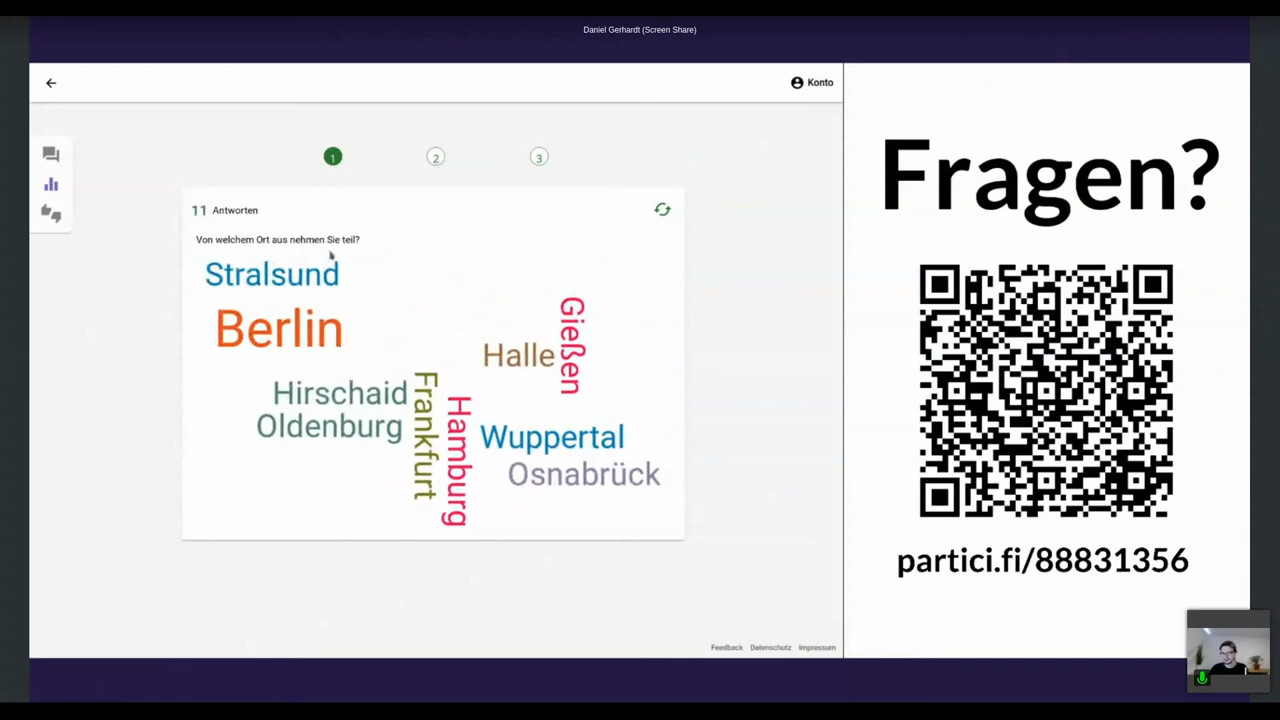 Daniel Gerhardt (Screen Share)
Konto
1
2
3
11 Antworten
Von welchem Ort aus nehmen Sie teil?
Stralsund
Berlin
Gießen
Halle
Hirschaid
Frankfurt
Hamburg
Oldenburg
Wuppertal
Osnabrück
Feedback Datenschutz Impressum
Fragen?
partici.fi/88831356